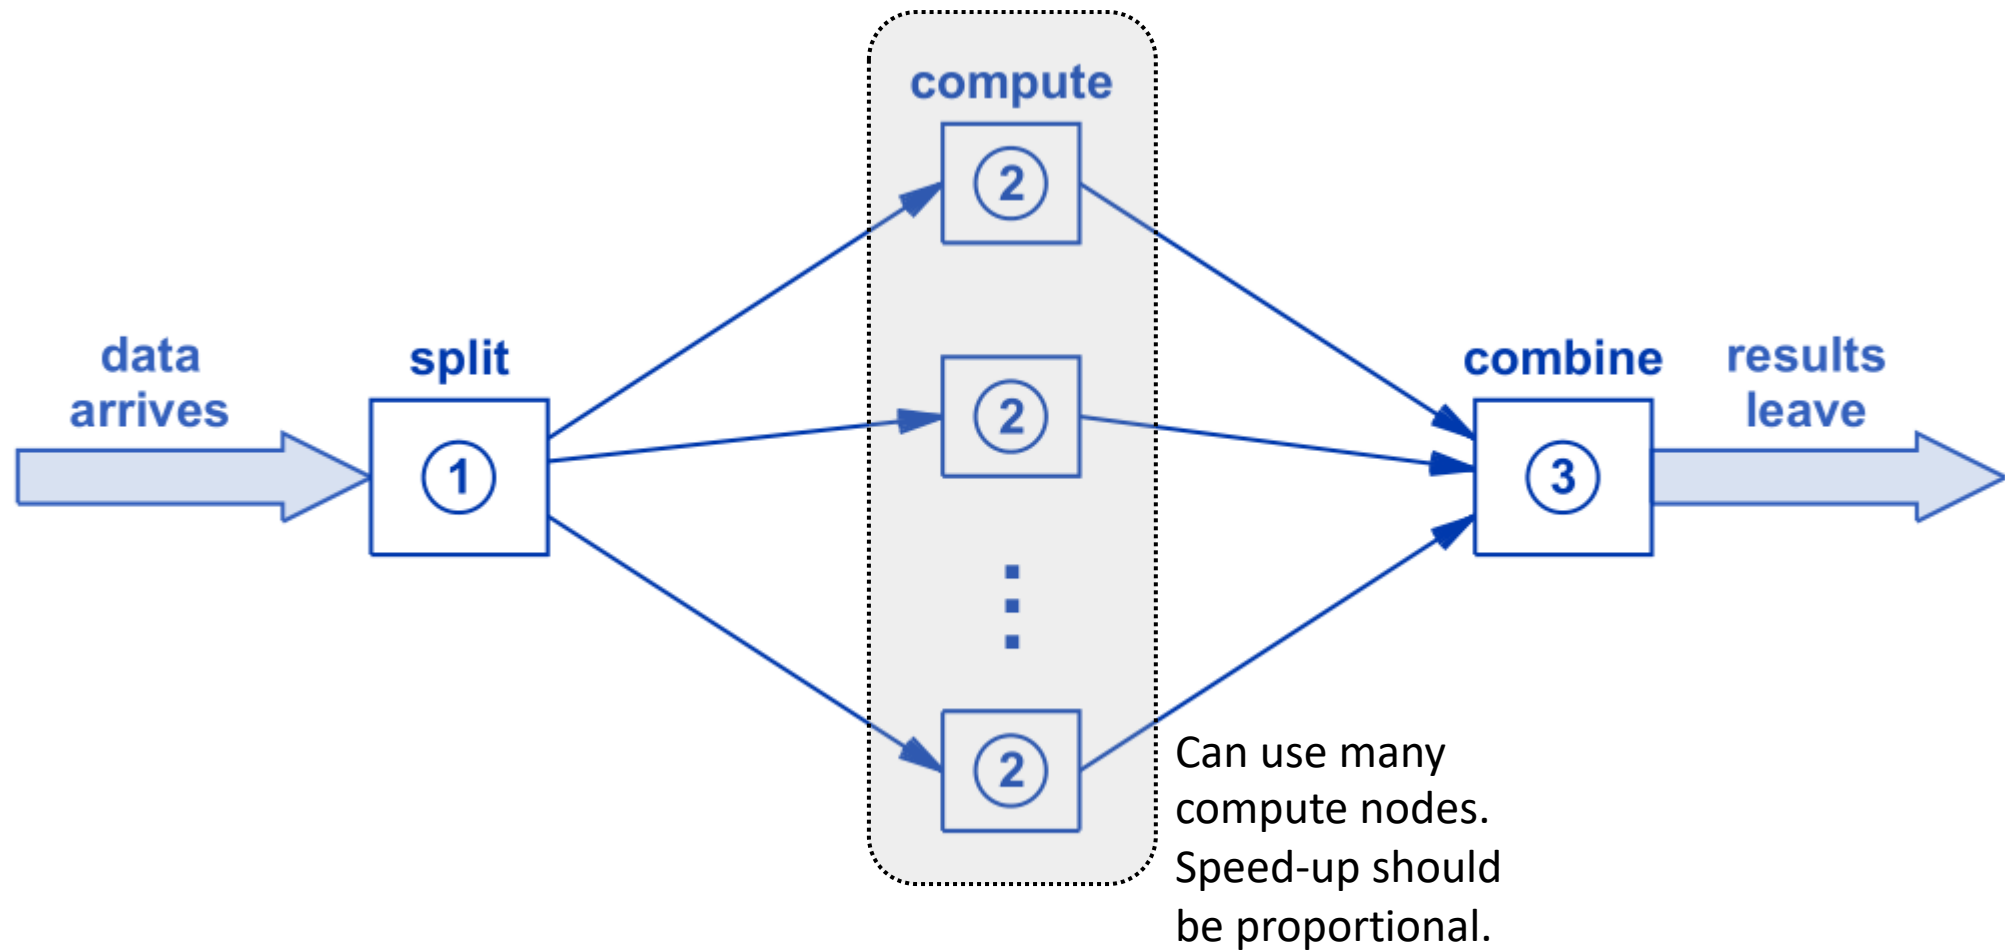 compute
2
data
arrives
split
1
2
combine
3
results
leave
2
Can use many
compute nodes.
Speed-up should
be proportional.